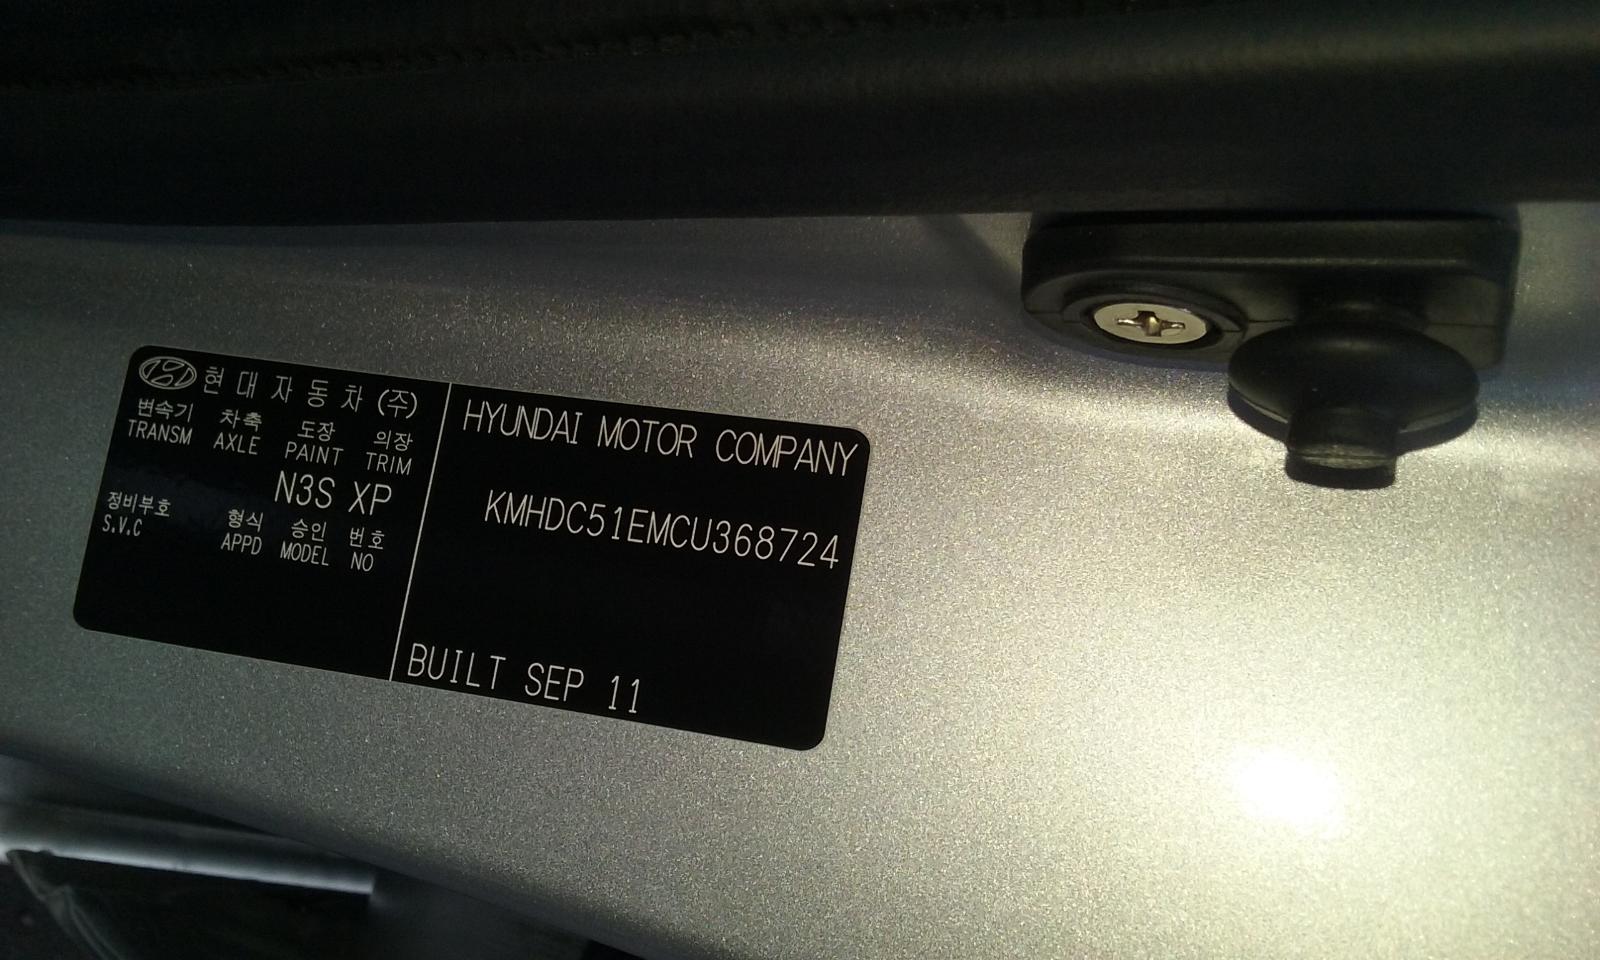 현대자동차(주)
변속기 차축 도장 의장
TRANSM AXLE PAINT TRIM
N3S XP
정비부호 형식 승인 번호
S.V.C APPD MODEL NO
HYUNDAI MOTOR COMPANY
KMHDC51EMCU368724
BUILT SEP 11